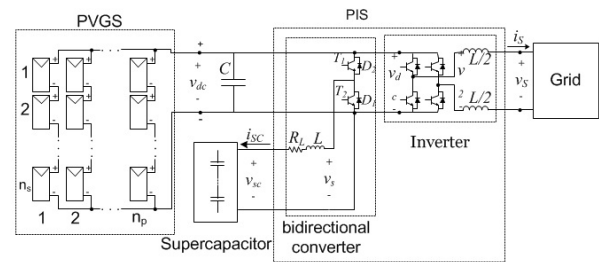 PVGS
PIS
1
2
n_s
1 2 n_p
+
v_dc
-
C
T_1
D_2
T_2
D_1
i_SC
R_L L
+
v_sc
-
+
v_s
-
Supercapacitor
bidirectional
converter
+
v_d
c
-
v
L/2
2
L/2
Inverter
i_S
+
v_S
-
Grid